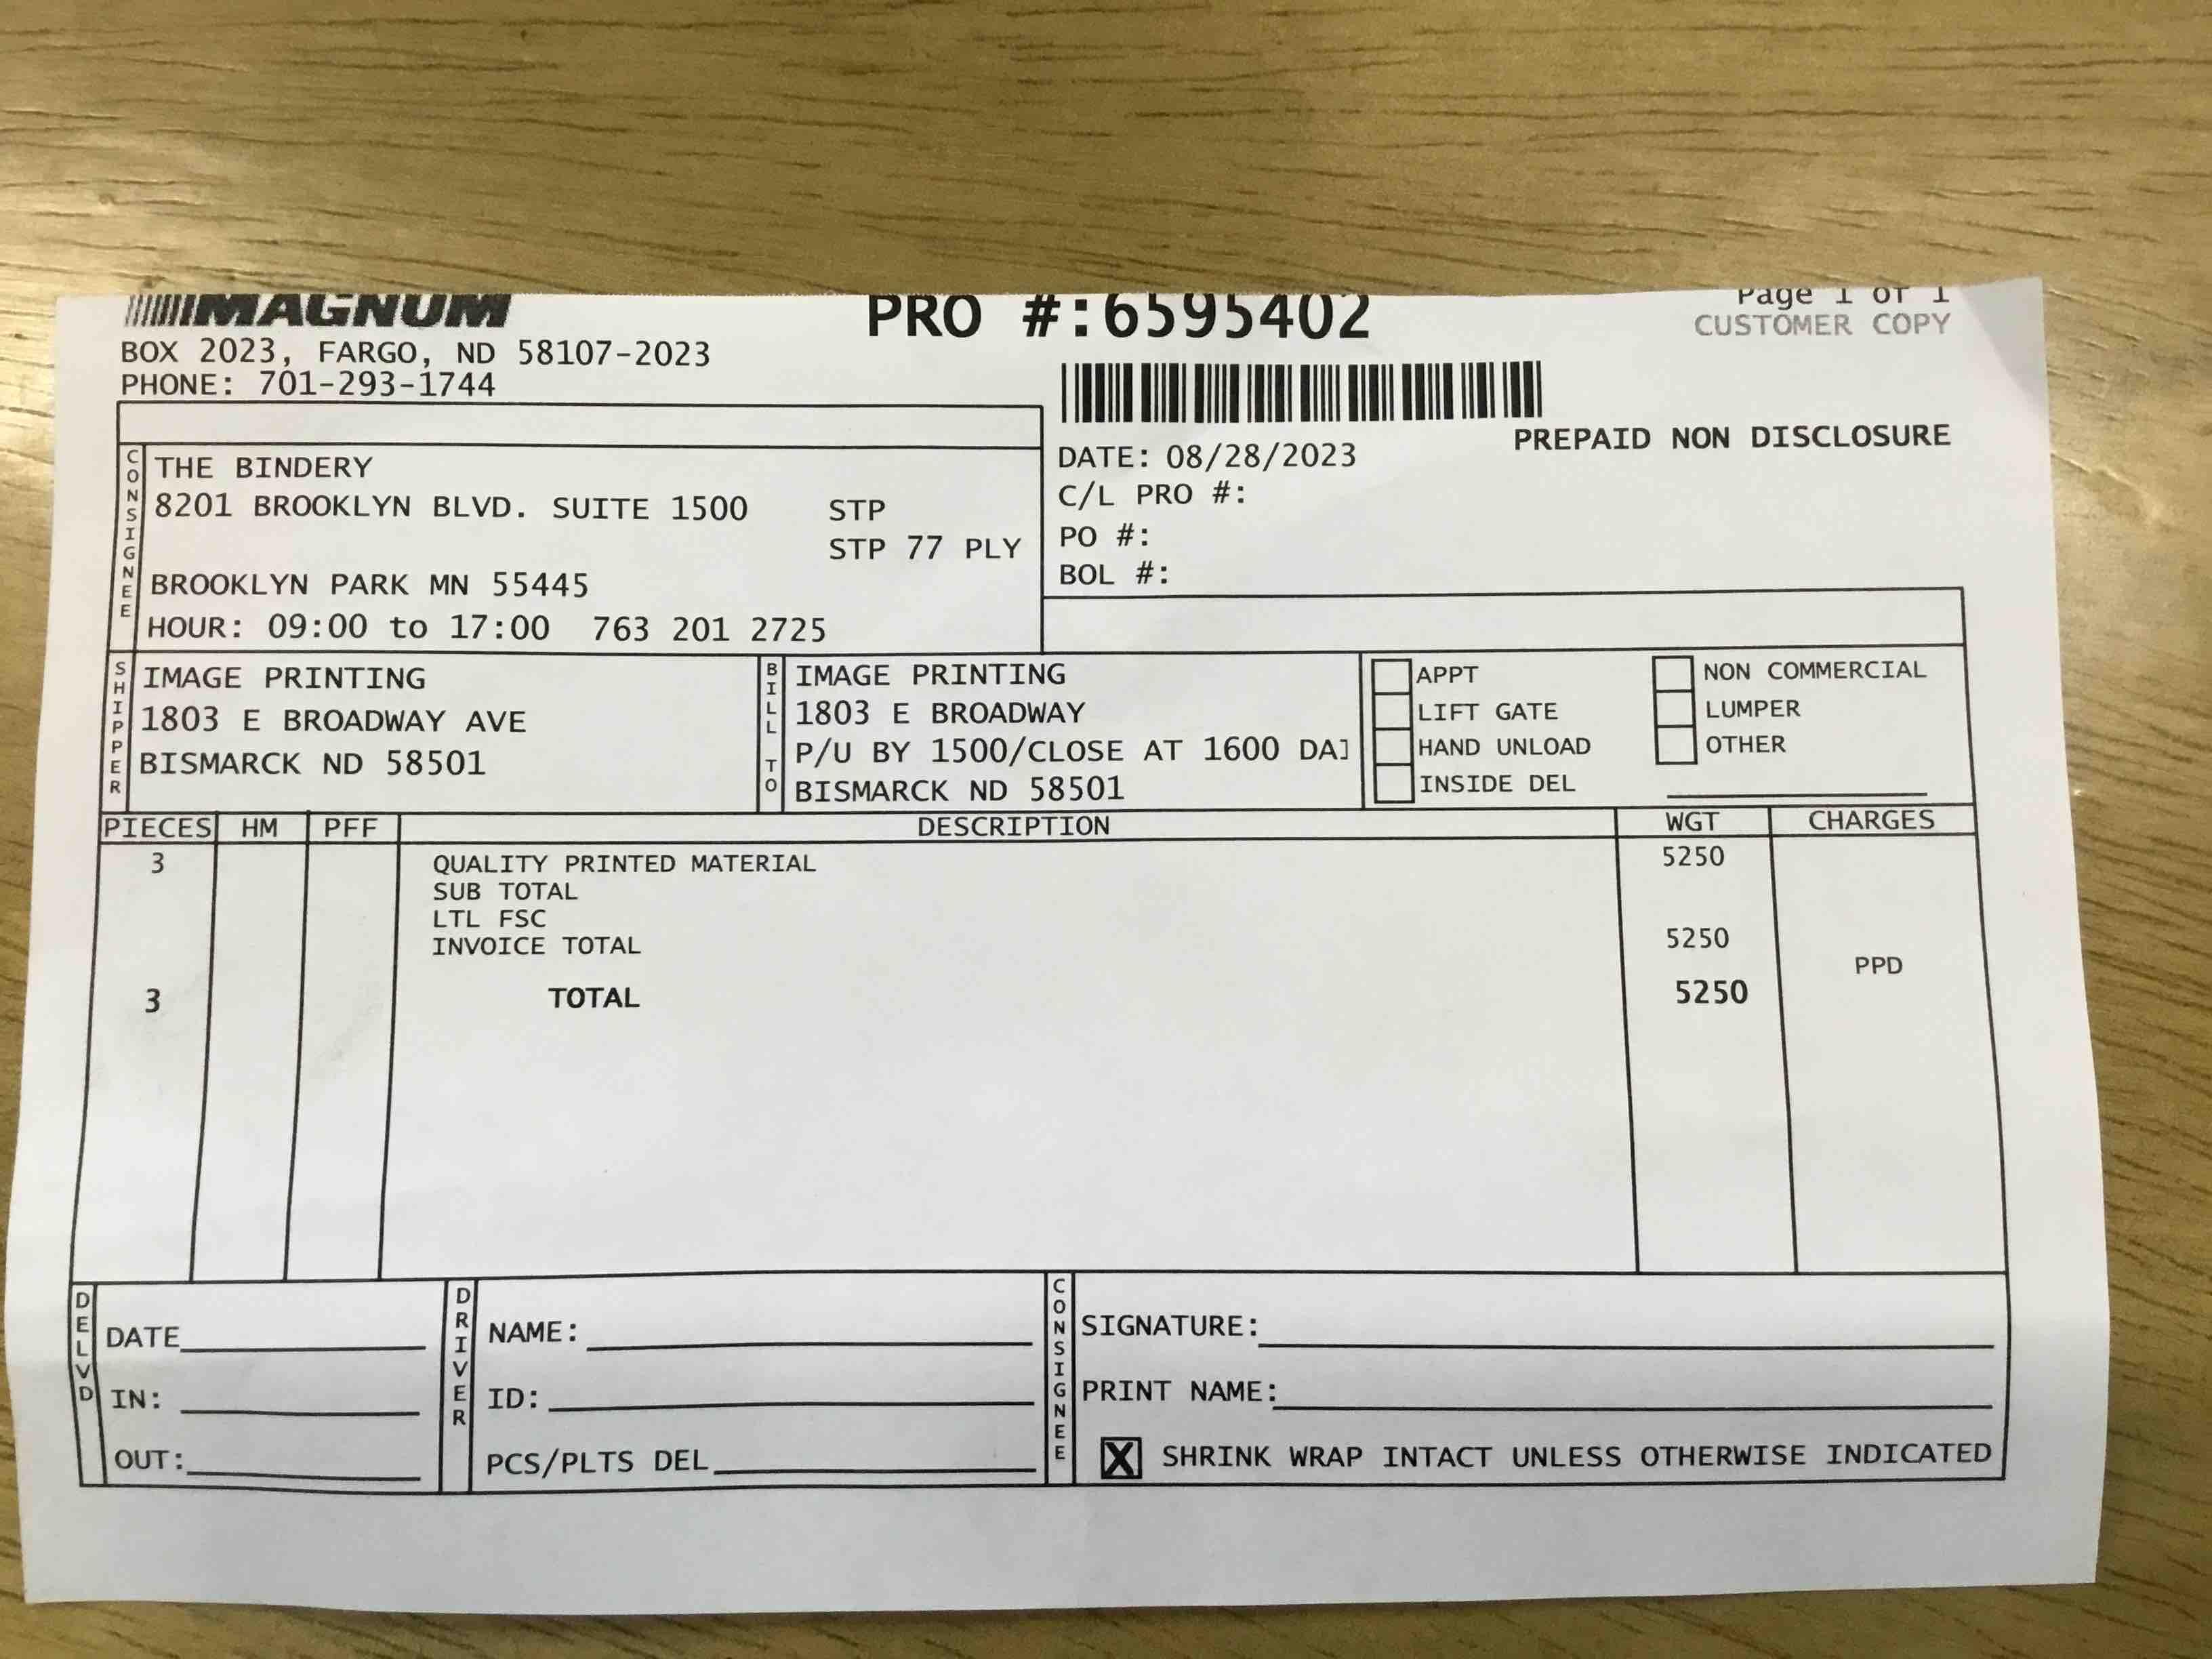 MAGNUM
BOX 2023, FARGO, ND 58107-2023
PHONE: 701-293-1744
PRO #:6595402
Page 1 of 1
CUSTOMER COPY
PREPAID NON DISCLOSURE
DATE: 08/28/2023
C/L PRO #:
PO #:
BOL #:
CONSIGNEE
THE BINDERY
8201 BROOKLYN BLVD. SUITE 1500 STP
STP 77 PLY
BROOKLYN PARK MN 55445
HOUR: 09:00 to 17:00 763 201 2725
SHIPPER
IMAGE PRINTING
1803 E BROADWAY AVE
BISMARCK ND 58501
BILL TO
IMAGE PRINTING
1803 E BROADWAY
P/U BY 1500/CLOSE AT 1600
BISMARCK ND 58501
APPT
LIFT GATE
HAND UNLOAD
INSIDE DEL
NON COMMERCIAL
LUMPER
OTHER
PIECES HM PFF DESCRIPTION WGT CHARGES
3 QUALITY PRINTED MATERIAL 5250
SUB TOTAL
LTL FSC
INVOICE TOTAL 5250
PPD
3 TOTAL 5250
DELVD
DATE
IN:
OUT:
DRIVER
NAME:
ID:
PCS/PLTS DEL
CONSIGNEE
SIGNATURE:
PRINT NAME:
X SHRINK WRAP INTACT UNLESS OTHERWISE INDICATED